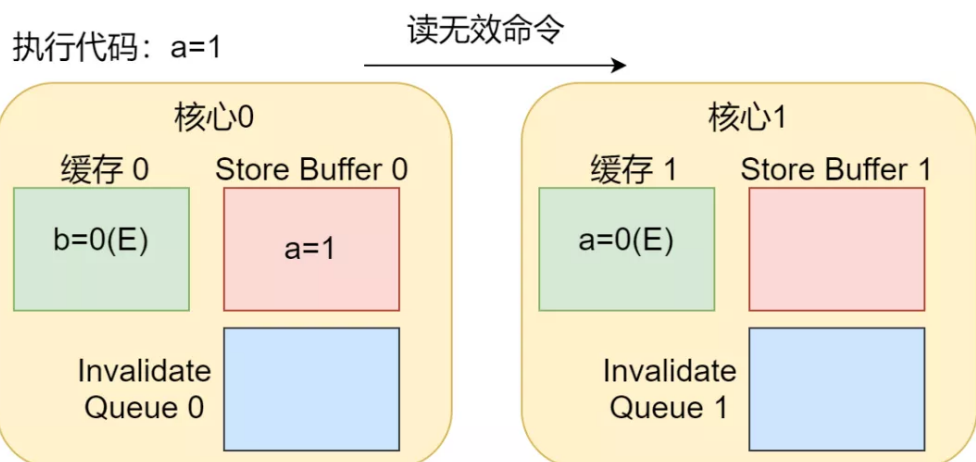 执行代码：a=1
读无效命令
核心0
缓存 0
Store Buffer 0
b=0(E)
a=1
Invalidate
Queue 0
核心1
缓存 1
Store Buffer 1
a=0(E)
Invalidate
Queue 1